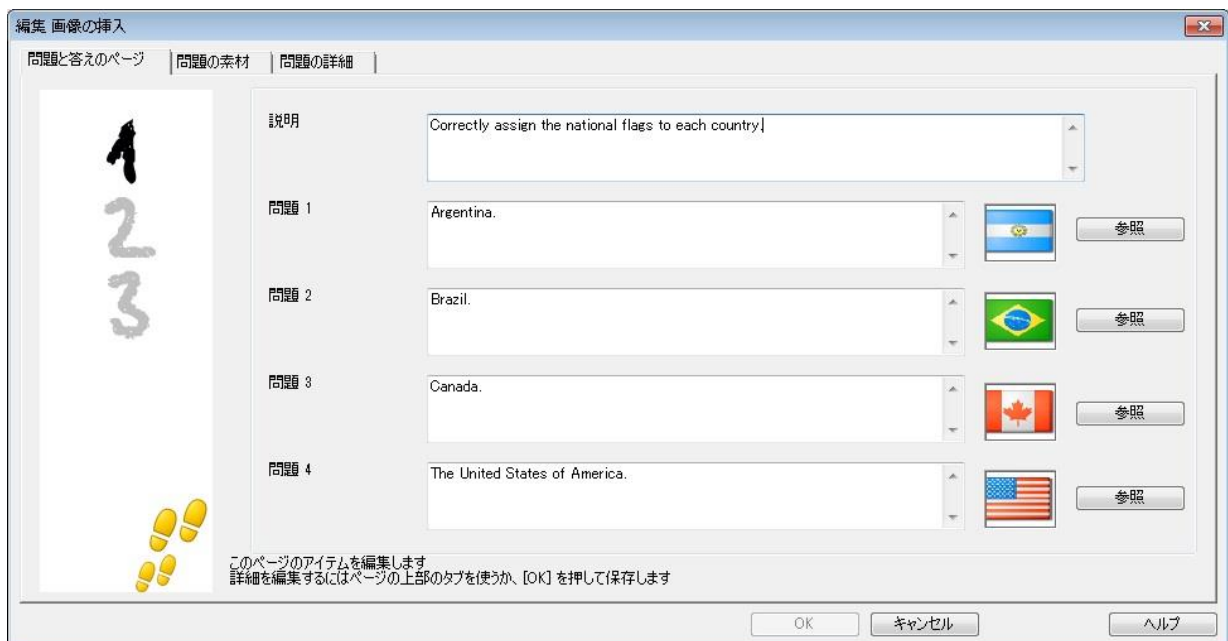 編集 画像の挿入
問題と答えのページ
問題の素材
問題の詳細
1
2
3
説明
Correctly assign the national flags to each country.
問題 1
Argentina.
参照
問題 2
Brazil.
参照
問題 3
Canada.
参照
問題 4
The United States of America.
参照
このページのアイテムを編集します
詳細を編集するにはページの上部のタブを使うか、[OK] を押して保存します
OK
キャンセル
ヘルプ